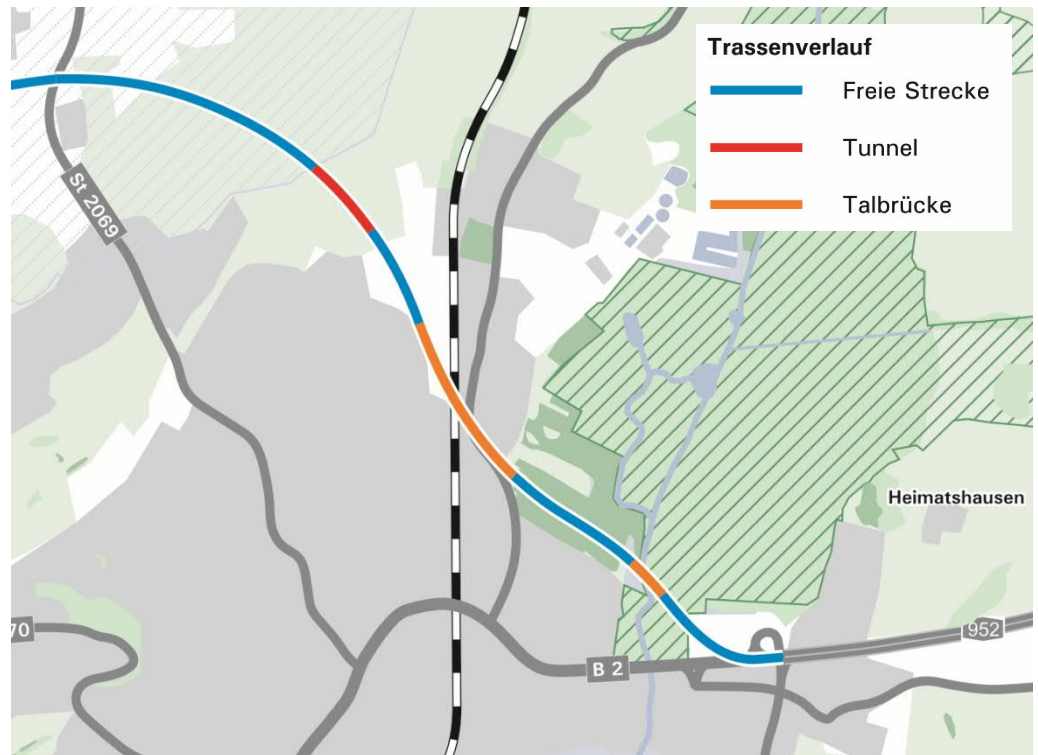 Trassenverlauf
Freie Strecke
Tunnel
Talbrücke
St 2069
Heimatshausen
70
952
B 2